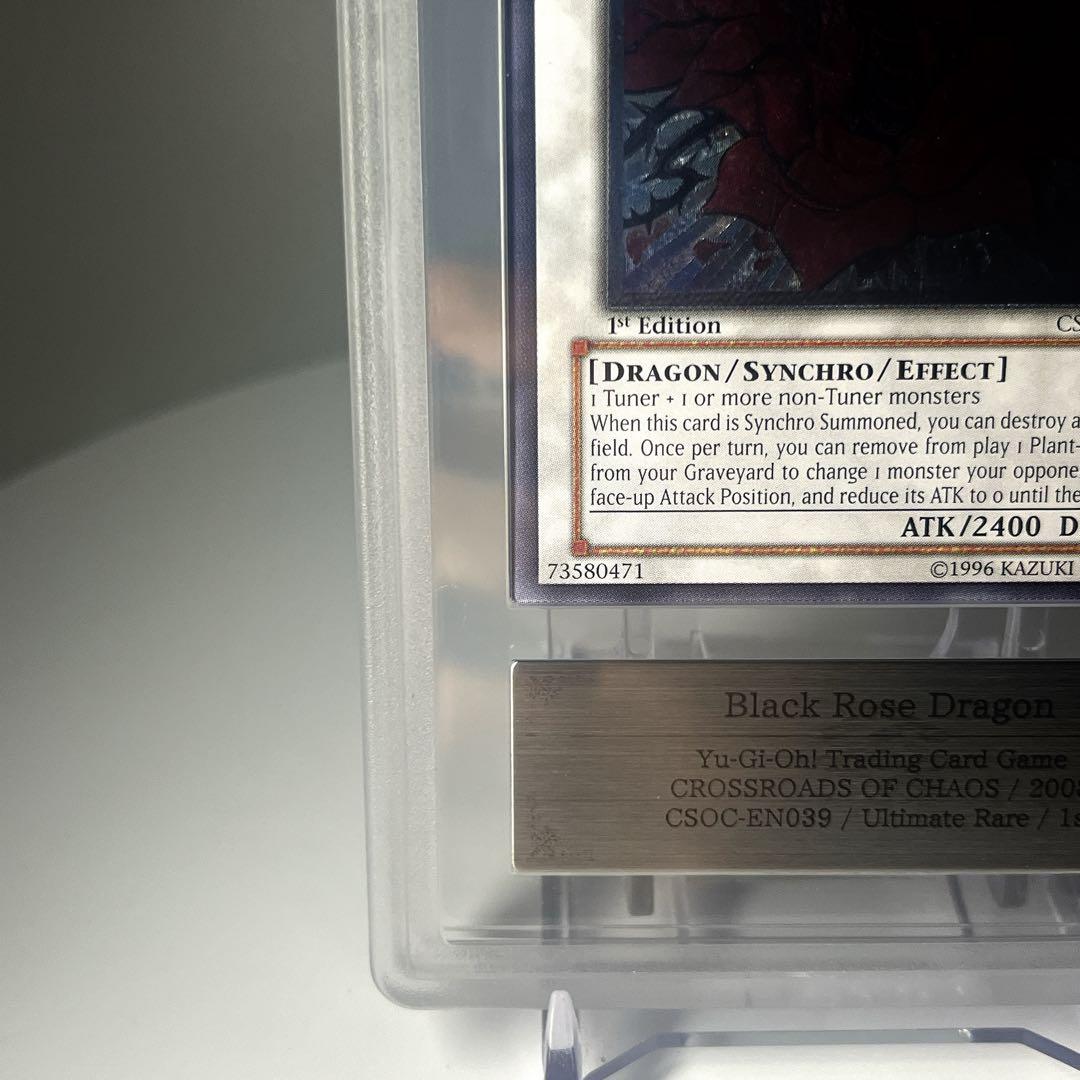 1st Edition CS
[DRAGON/SYNCHRO/EFFECT]
1 Tuner + 1 or more non-Tuner monsters
When this card is Synchro Summoned, you can destroy a
field. Once per turn, you can remove from play 1 Plant-
from your Graveyard to change 1 monster your oppone
face-up Attack Position, and reduce its ATK to 0 until the
ATK/2400 D
73580471 ©1996 KAZUKI
Black Rose Dragon
Yu-Gi-Oh! Trading Card Game
CROSSROADS OF CHAOS / 200
CSOC-EN039 / Ultimate Rare / 1s